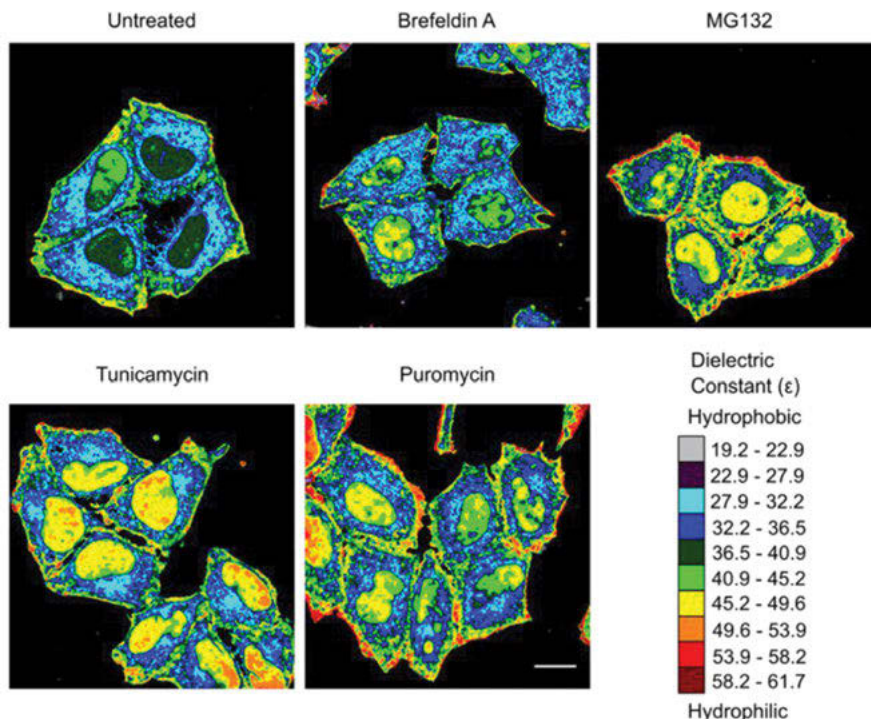 Untreated
Brefeldin A
MG132
Tunicamycin
Puromycin
Dielectric
Constant (ε)
Hydrophobic
19.2 - 22.9
22.9 - 27.9
27.9 - 32.2
32.2 - 36.5
36.5 - 40.9
40.9 - 45.2
45.2 - 49.6
49.6 - 53.9
53.9 - 58.2
58.2 - 61.7
Hydrophilic